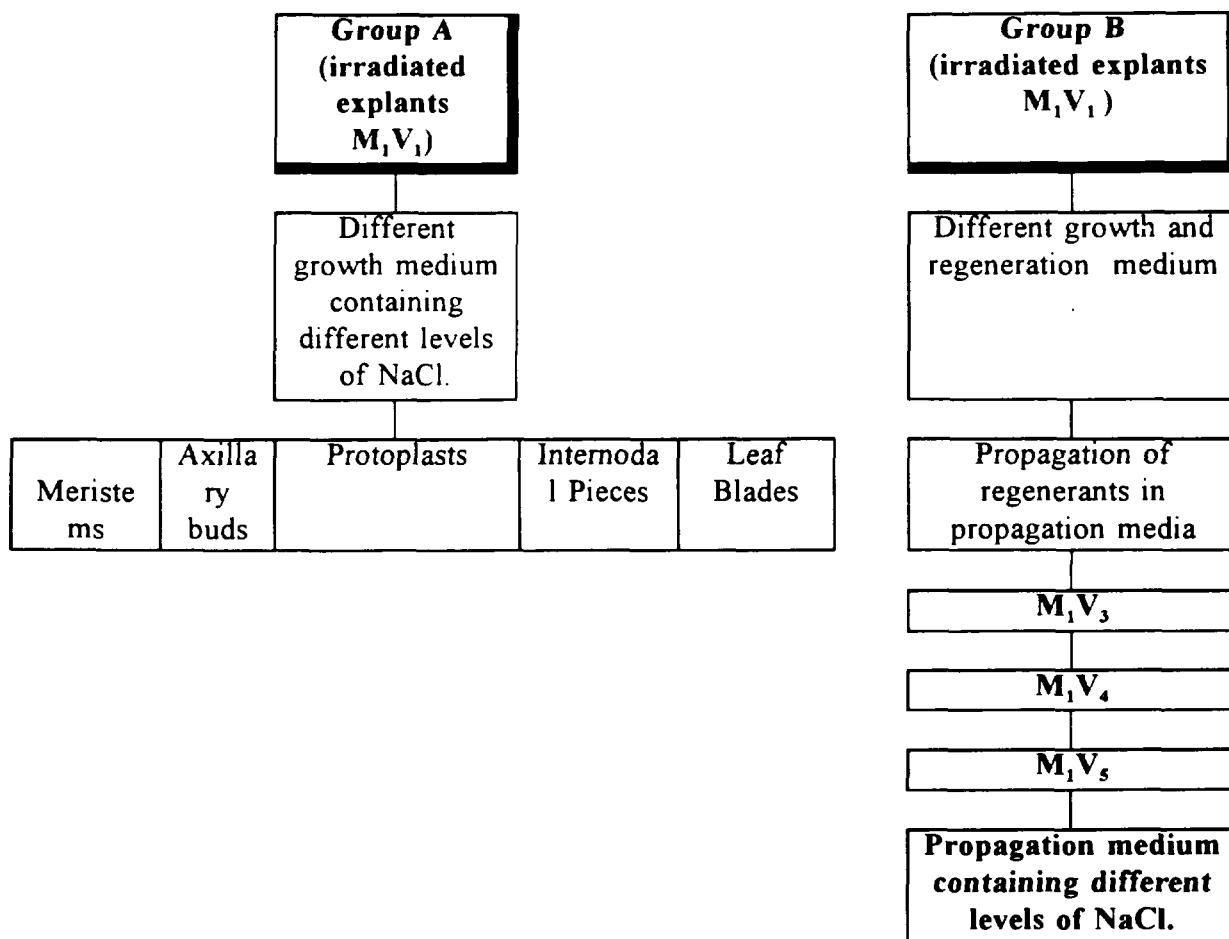 Group A
(irradiated
explants
M₁V₁)
Different
growth medium
containing
different levels
of NaCl.
Meriste
ms
Axilla
ry
buds
Protoplasts
Internoda
l Pieces
Leaf
Blades
Group B
(irradiated explants
M₁V₁ )
Different growth and
regeneration medium
Propagation of
regenerants in
propagation media
M₁V₃
M₁V₄
M₁V₅
Propagation medium
containing different
levels of NaCl.